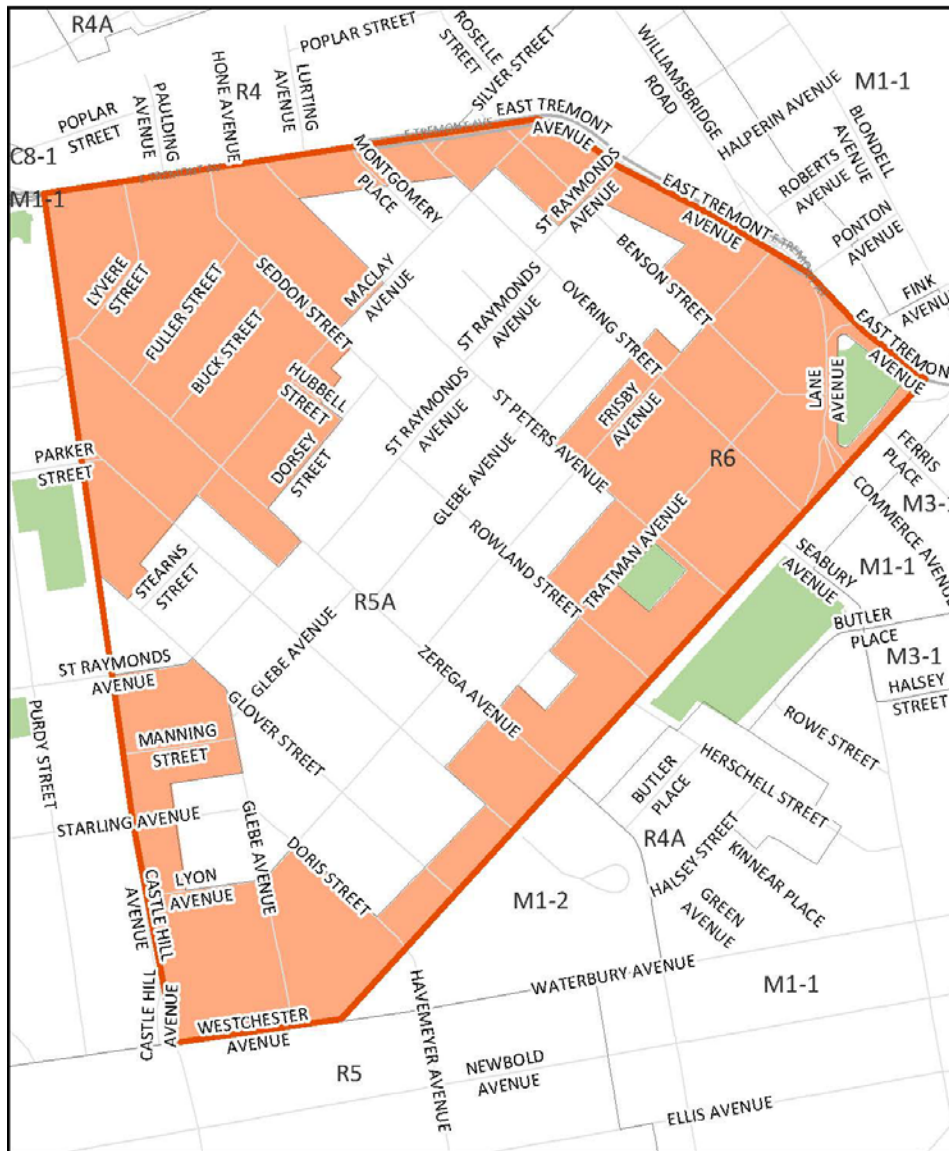 R4A
POPLAR STREET
ROSELLE
STREET
SILVER STREET
WILLIAMSBRIDGE
ROAD
M1-1
HALPERIN AVENUE
BLONDELL
AVENUE
POPLAR
STREET
PAULDING
AVENUE
HONE AVENUE
R4
LURTING
AVENUE
EAST TREMONT
AVENUE
E TREMONT AVE
ROBERTS
AVENUE
C8-1
M1-1
MONTGOMERY
PLACE
ST RAYMONDS
AVENUE
EAST TREMONT
AVENUE
PONTON
AVENUE
FINK
AVENUE
LYVERE
STREET
FULLER STREET
SEDDON STREET
MACLAY
AVENUE
BENSON STREET
OVERING STREET
ST RAYMONDS
AVENUE
EAST TREMONT
AVENUE
BUCK STREET
HUBBELL
STREET
DORSEY
STREET
ST RAYMONDS
AVENUE
ST PETERS AVENUE
FRISBY
AVENUE
LANE
AVENUE
PARKER
STREET
GLEBE AVENUE
R6
FERRIS
PLACE
M3-1
COMMERCE AVENUE
STEARNS
STREET
ROWLAND STREET
TRATMAN AVENUE
SEABURY
AVENUE
M1-1
BUTLER
PLACE
R5A
ST RAYMONDS
AVENUE
GLEBE AVENUE
ZEREGA AVENUE
M3-1
HALSEY
STREET
PURDY STREET
MANNING
STREET
GLOVER STREET
ROWE STREET
BUTLER
PLACE
HERSCHELL STREET
STARLING AVENUE
GLEBE AVENUE
DORIS STREET
R4A
HALSEY STREET
KINNEAR PLACE
LYON
AVENUE
CASTLE HILL
AVENUE
M1-2
GREEN
AVENUE
CASTLE HILL
AVENUE
WESTCHESTER
AVENUE
HAVEMEYER AVENUE
WATERBURY AVENUE
M1-1
R5
NEWBOLD
AVENUE
ELLIS AVENUE